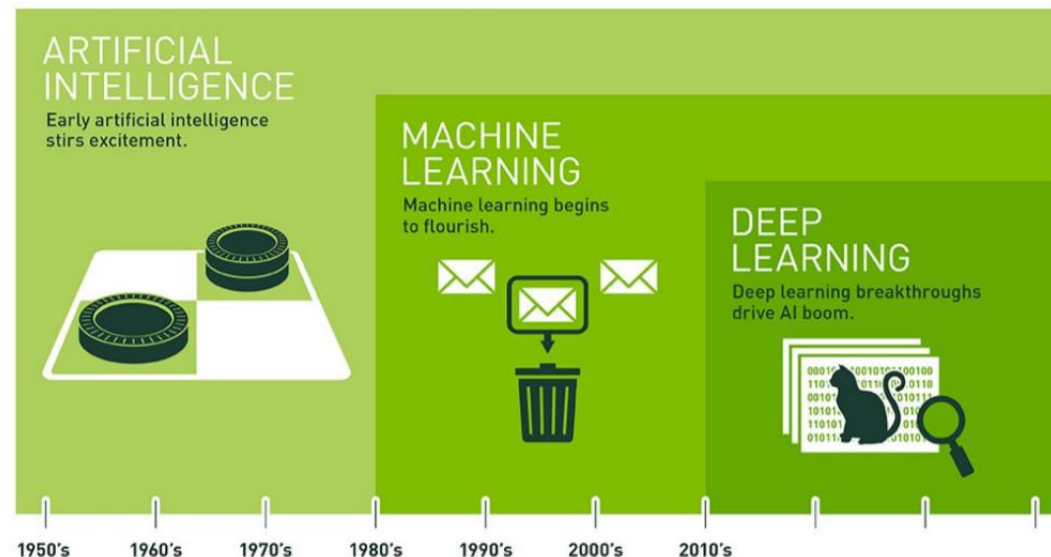 ARTIFICIAL
INTELLIGENCE
Early artificial intelligence
stirs excitement.
MACHINE
LEARNING
Machine learning begins
to flourish.
DEEP
LEARNING
Deep learning breakthroughs
drive AI boom.
1950's 1960's 1970's 1980's 1990's 2000's 2010's